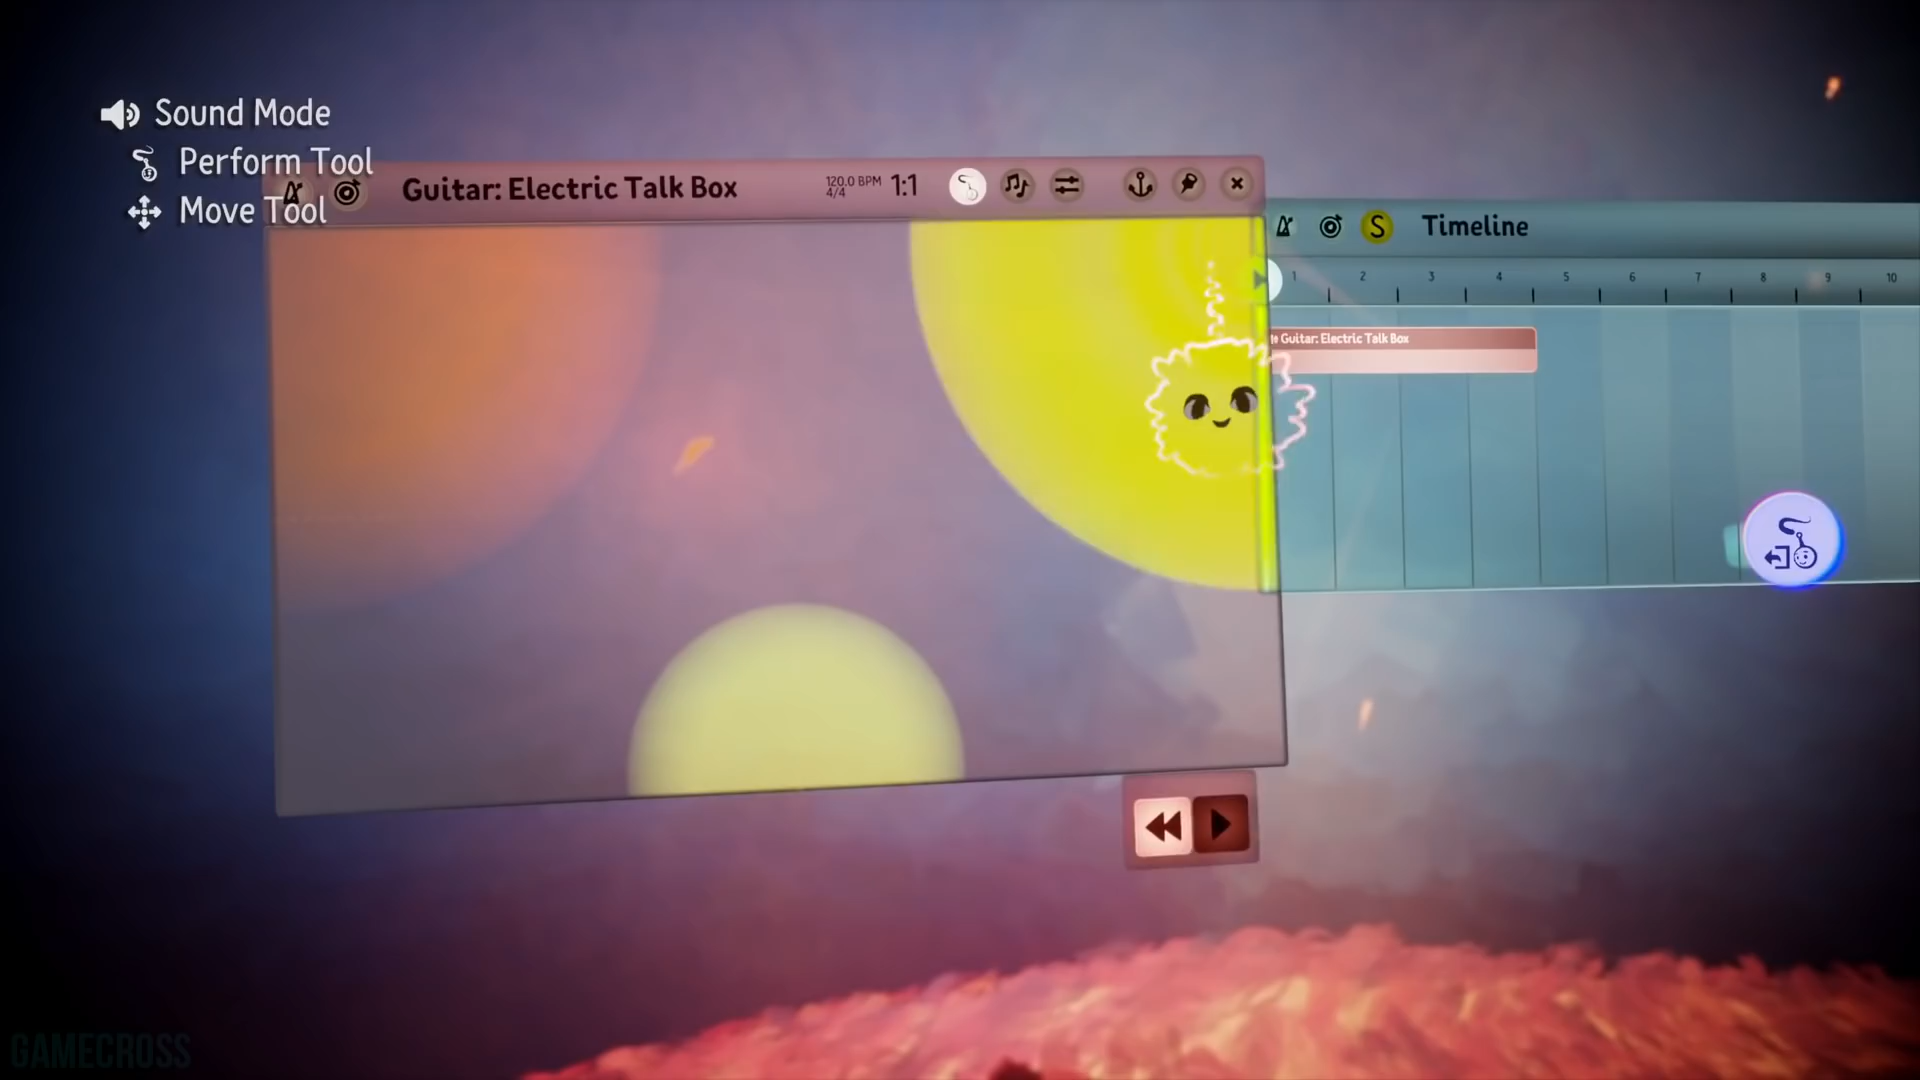 Sound Mode
Perform Tool
Move Tool
Guitar: Electric Talk Box
120.0 BPM
4/4
1:1
S
Timeline
1 2 3 4 5 6 7 8 9 10
Guitar: Electric Talk Box
GAMECROSS